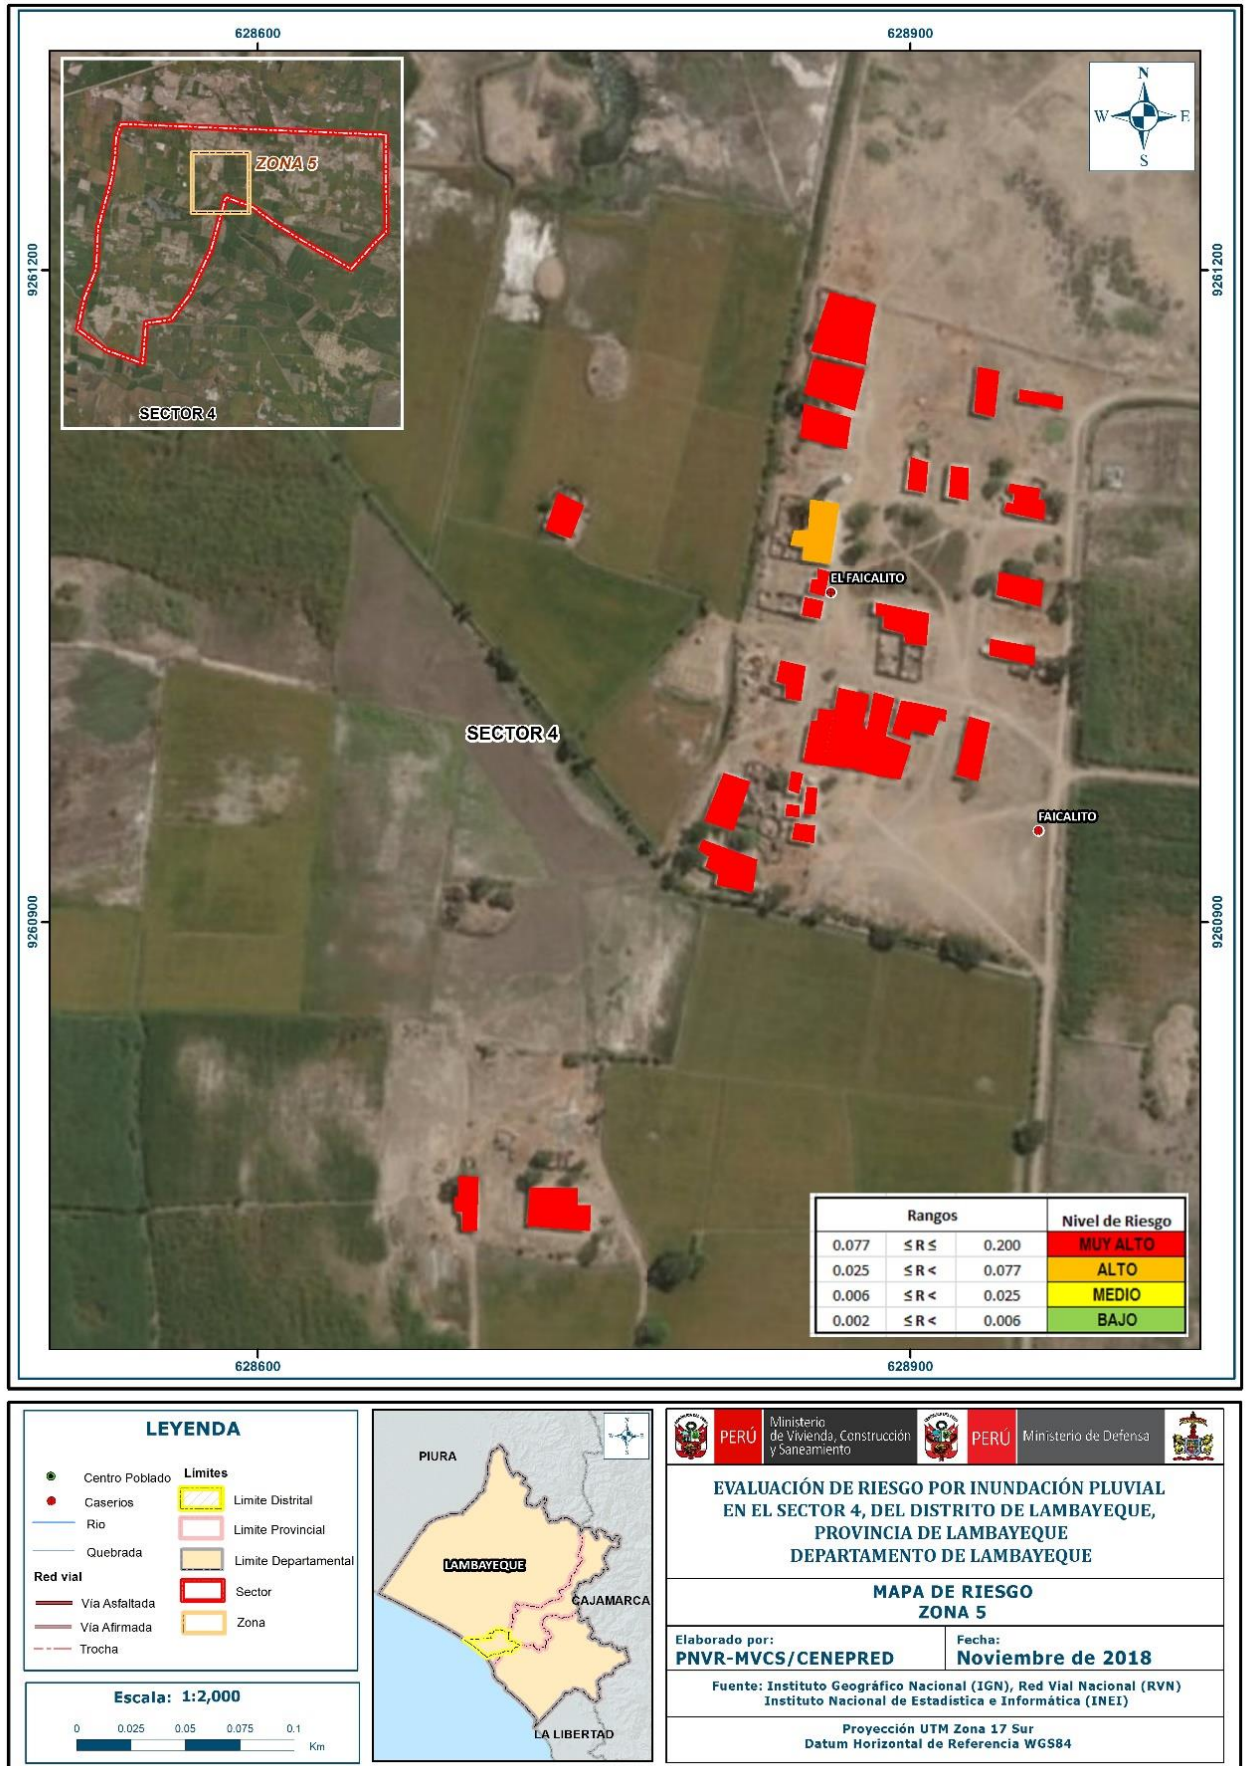 628600
628900
ZONA 5
SECTOR 4
N
W
E
S
9261200
9261200
EL FAICALITO
SECTOR 4
FAICALITO
9260900
9260900
Rangos Nivel de Riesgo
0.077 ≤ R ≤ 0.200 MUY ALTO
0.025 ≤ R < 0.077 ALTO
0.006 ≤ R < 0.025 MEDIO
0.002 ≤ R < 0.006 BAJO
628600
628900
LEYENDA
Centro Poblado
Caserios
Rio
Quebrada
Red vial
Vía Asfaltada
Vía Afirmada
Trocha
Límites
Limite Distrital
Limite Provincial
Limite Departamental
Sector
Zona
Escala: 1:2,000
0 0.025 0.05 0.075 0.1
Km
PIURA
LAMBAYEQUE
CAJAMARCA
LA LIBERTAD
PERÚ
Ministerio
de Vivienda, Construcción
y Saneamiento
PERÚ
Ministerio de Defensa
EVALUACIÓN DE RIESGO POR INUNDACIÓN PLUVIAL
EN EL SECTOR 4, DEL DISTRITO DE LAMBAYEQUE,
PROVINCIA DE LAMBAYEQUE
DEPARTAMENTO DE LAMBAYEQUE
MAPA DE RIESGO
ZONA 5
Elaborado por:
PNVR-MVCS/CENEPRED
Fecha:
Noviembre de 2018
Fuente: Instituto Geográfico Nacional (IGN), Red Vial Nacional (RVN)
Instituto Nacional de Estadística e Informática (INEI)
Proyección UTM Zona 17 Sur
Datum Horizontal de Referencia WGS84